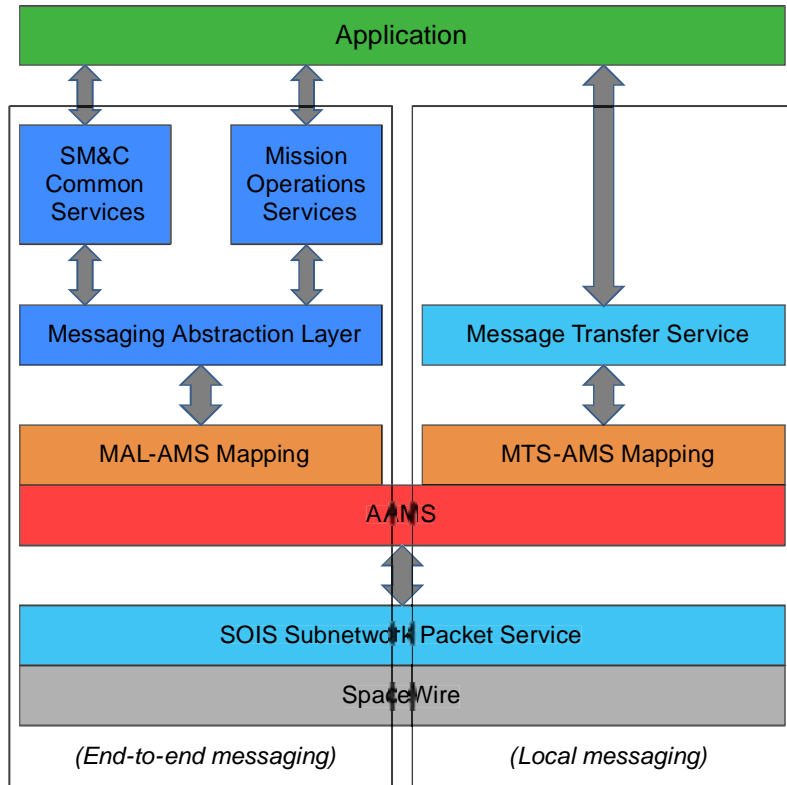 Application
SM&C
Common
Services
Mission
Operations
Services
Messaging Abstraction Layer
Message Transfer Service
MAL-AMS Mapping
MTS-AMS Mapping
AAMS
SOIS Subnetwork Packet Service
SpaceWire
(End-to-end messaging)
(Local messaging)